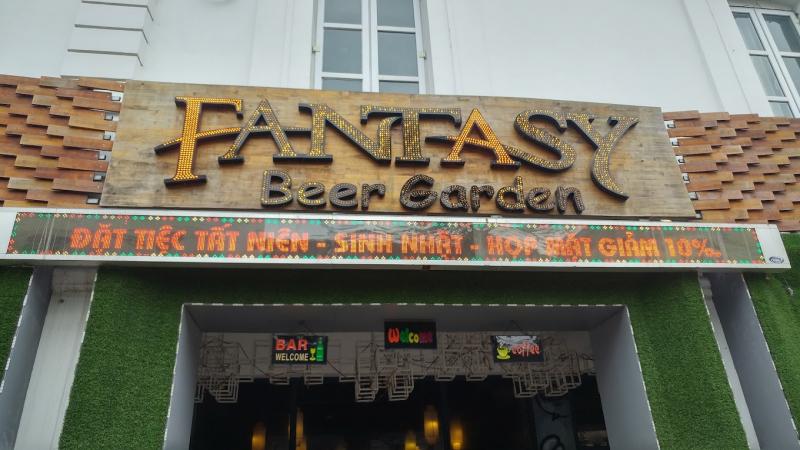 FANTASY
Beer Garden
ĐẶT TIỆC TẤT NIÊN - SINH NHẬT - HỌP MẶT GIẢM 10%
BAR
WELCOME
Welcome
coffee